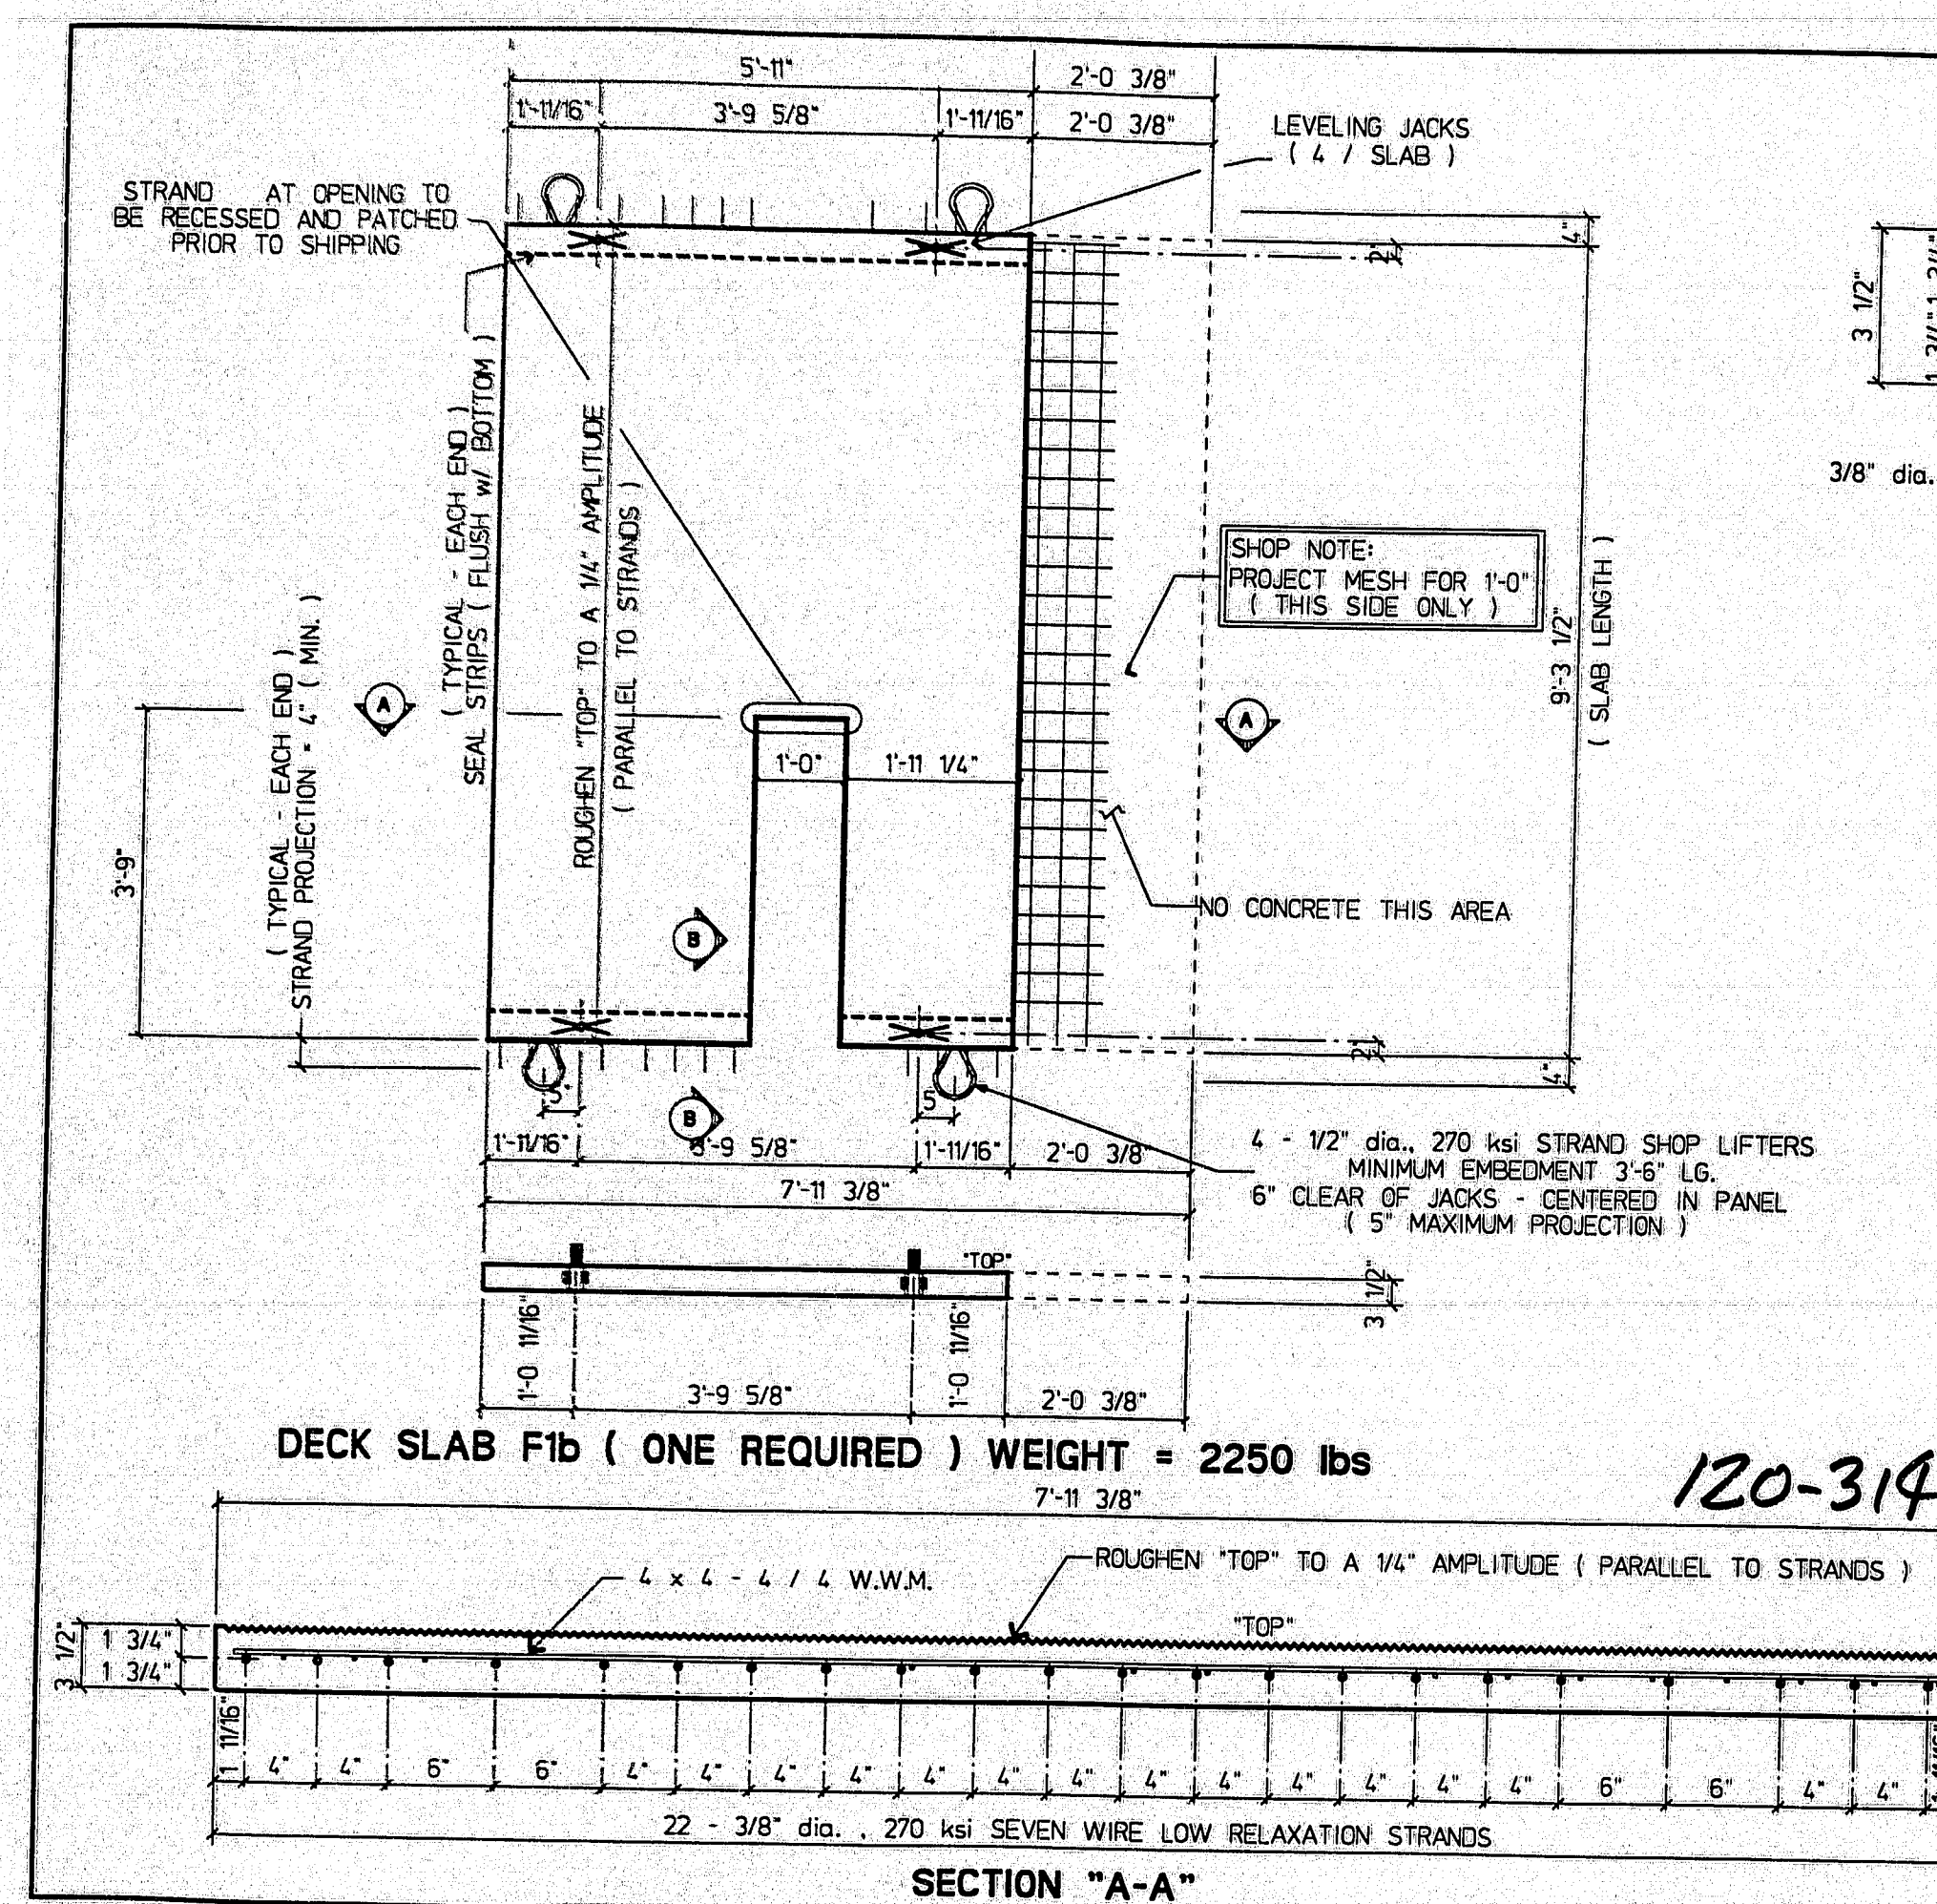 5'-11"
2'-0 3/8"
1'-11/16"
3'-9 5/8"
1'-11/16"
2'-0 3/8"
LEVELING JACKS
( 4 / SLAB )
STRAND AT OPENING TO
BE RECESSED AND PATCHED
PRIOR TO SHIPPING
4"
2"
3 1/2"
3/8" dia.
( TYPICAL - EACH END )
SEAL STRIPS ( FLUSH w/ BOTTOM )
ROUGHEN "TOP" TO A 1/4" AMPLITUDE
( PARALLEL TO STRANDS )
SHOP NOTE:
PROJECT MESH FOR 1'-0"
( THIS SIDE ONLY )
9'-3 1/2"
( SLAB LENGTH )
( TYPICAL - EACH END )
STRAND PROJECTION = 4" ( MIN. )
A
A
1'-0"
1'-11 1/4"
3'-9"
NO CONCRETE THIS AREA
B
2"
4"
5"
5"
B
1'-11/16"
3'-9 5/8"
1'-11/16"
2'-0 3/8"
7'-11 3/8"
4 - 1/2" dia., 270 ksi STRAND SHOP LIFTERS
MINIMUM EMBEDMENT 3'-6" LG.
6" CLEAR OF JACKS - CENTERED IN PANEL
( 5" MAXIMUM PROJECTION )
"TOP"
3 1/2"
1'-0 11/16"
3'-9 5/8"
1'-0 11/16"
2'-0 3/8"
DECK SLAB F1b ( ONE REQUIRED ) WEIGHT = 2250 lbs
120-314
7'-11 3/8"
4 x 4 - 4 / 4 W.W.M.
ROUGHEN "TOP" TO A 1/4" AMPLITUDE ( PARALLEL TO STRANDS )
"TOP"
3 1/2"
1 3/4"
1 3/4"
1 11/16"
4" 4" 6" 6" 4" 4" 4" 4" 4" 4" 4" 4" 4" 4" 4" 4" 4" 6" 6" 4" 4"
22 - 3/8" dia. , 270 ksi SEVEN WIRE LOW RELAXATION STRANDS
SECTION "A-A"